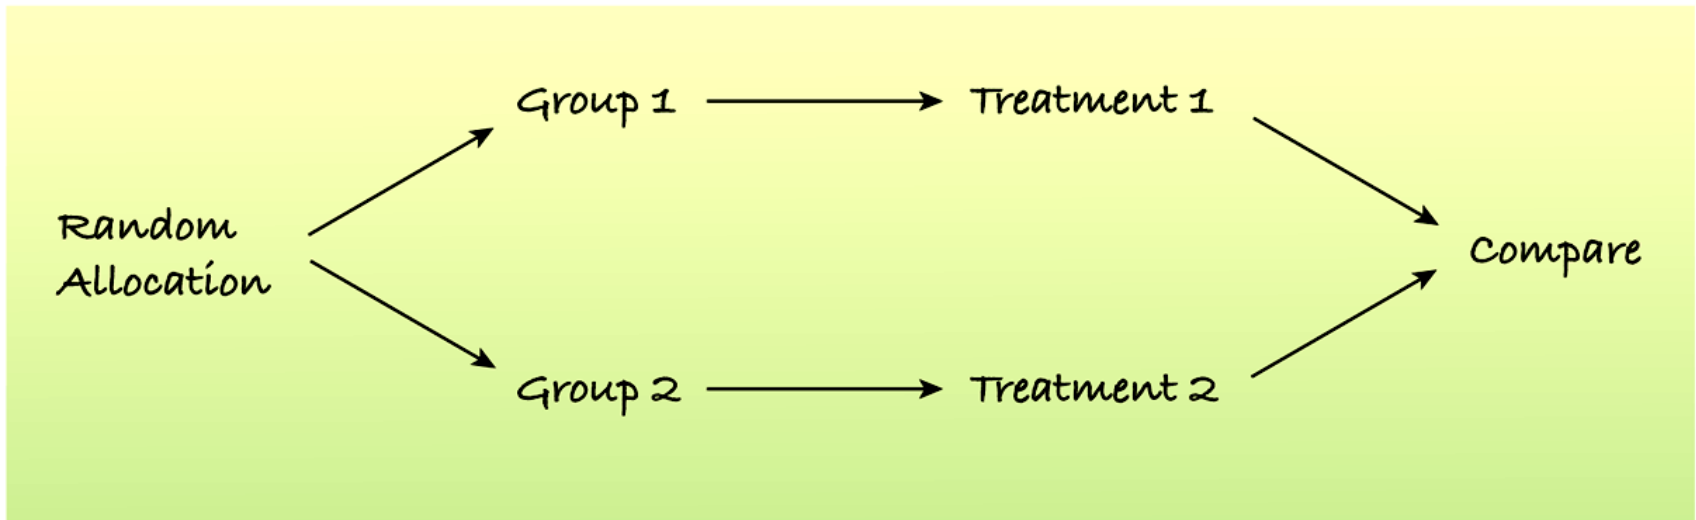 Group 1
Treatment 1
Random
Allocation
Compare
Group 2
Treatment 2